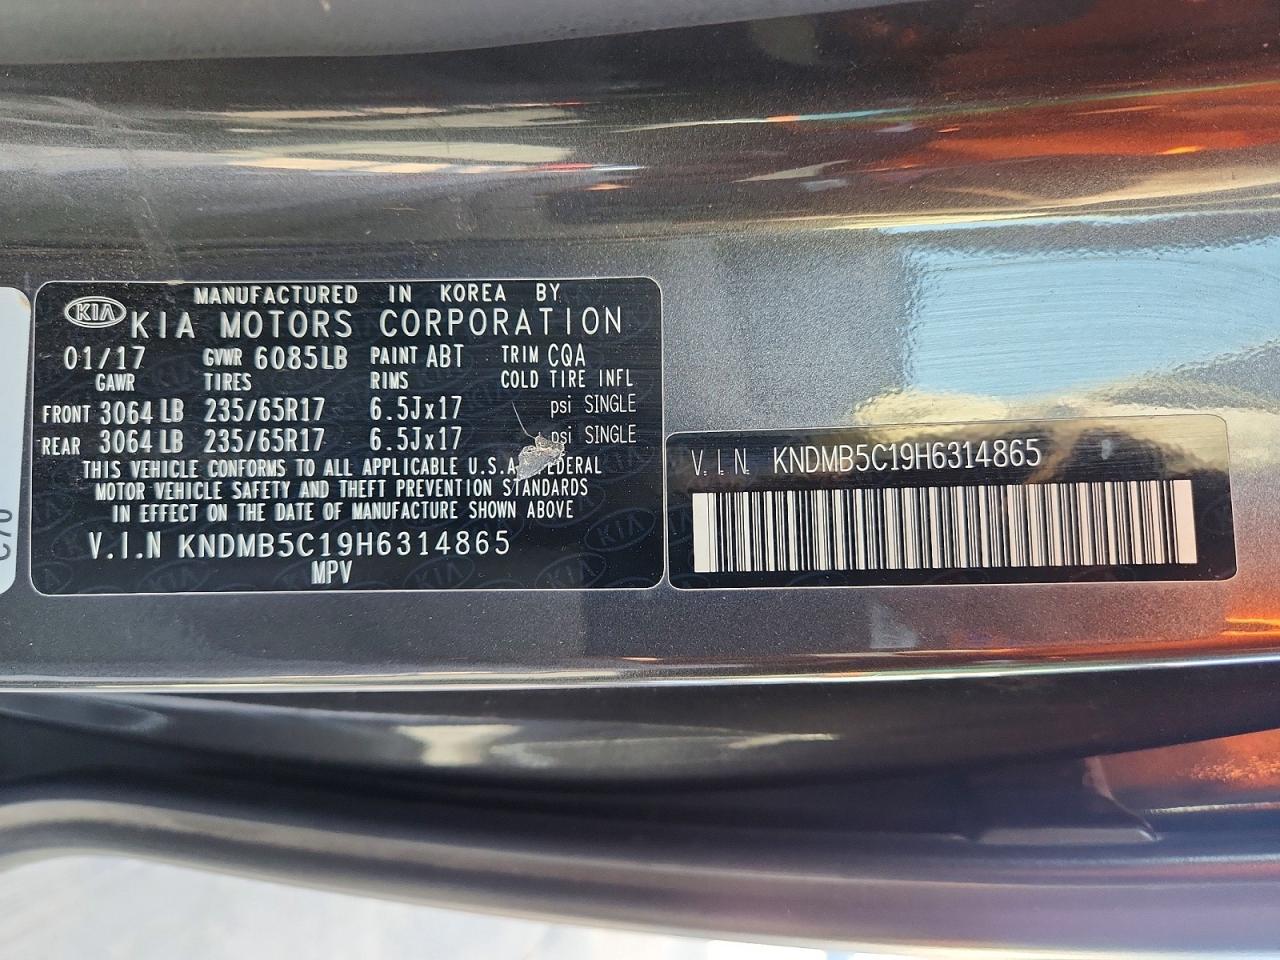 MANUFACTURED IN KOREA BY
KIA KIA MOTORS CORPORATION
01/17 GVWR 6085LB PAINT ABT TRIM CQA
GAWR TIRES RIMS COLD TIRE INFL
FRONT 3064 LB 235/65R17 6.5Jx17 psi SINGLE
REAR 3064 LB 235/65R17 6.5Jx17 psi SINGLE
THIS VEHICLE CONFORMS TO ALL APPLICABLE U.S.A. FEDERAL
MOTOR VEHICLE SAFETY AND THEFT PREVENTION STANDARDS
IN EFFECT ON THE DATE OF MANUFACTURE SHOWN ABOVE
V.I.N KNDMB5C19H6314865
MPV
V.I.N. KNDMB5C19H6314865